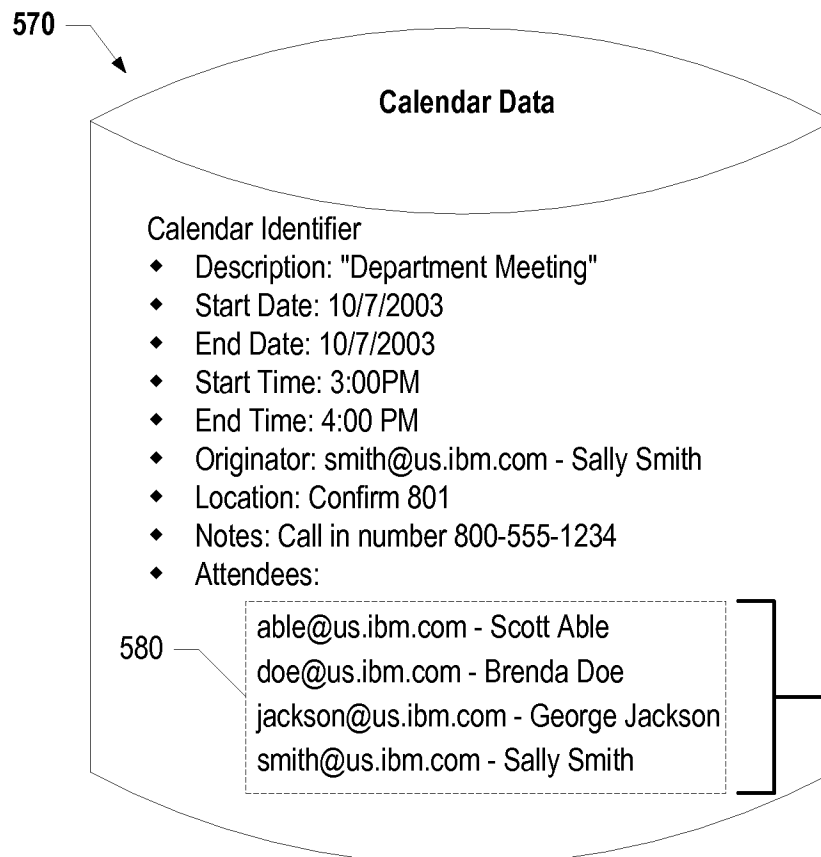 570
Calendar Data
Calendar Identifier
◆ Description: "Department Meeting"
◆ Start Date: 10/7/2003
◆ End Date: 10/7/2003
◆ Start Time: 3:00PM
◆ End Time: 4:00 PM
◆ Originator: smith@us.ibm.com - Sally Smith
◆ Location: Confirm 801
◆ Notes: Call in number 800-555-1234
◆ Attendees:
able@us.ibm.com - Scott Able
580
doe@us.ibm.com - Brenda Doe
jackson@us.ibm.com - George Jackson
smith@us.ibm.com - Sally Smith